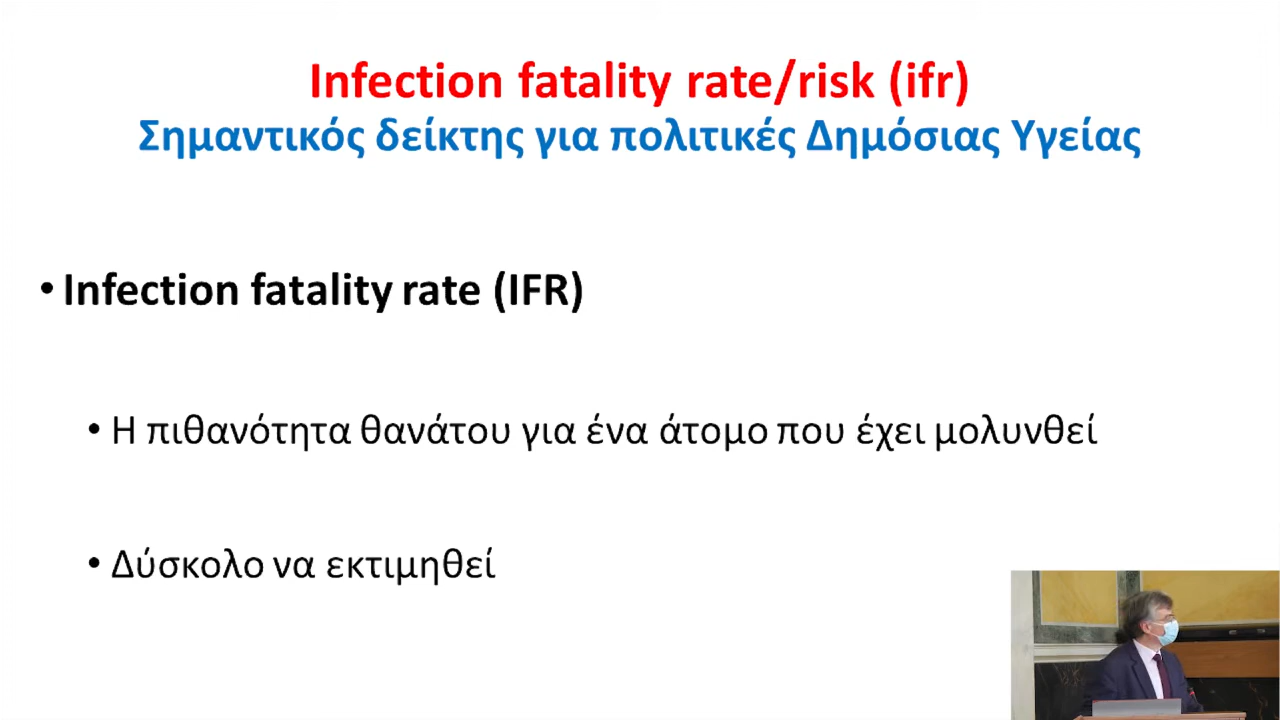 Infection fatality rate/risk (ifr)
Σημαντικός δείκτης για πολιτικές Δημόσιας Υγείας
• Infection fatality rate (IFR)
• Η πιθανότητα θανάτου για ένα άτομο που έχει μολυνθεί
• Δύσκολο να εκτιμηθεί